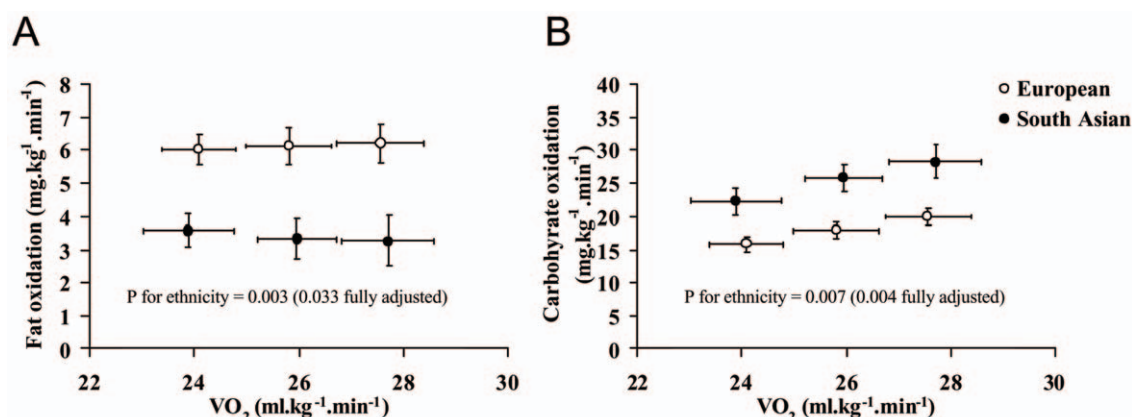 A
Fat oxidation (mg.kg⁻¹.min⁻¹)
8
7
6
5
4
3
2
1
0
P for ethnicity = 0.003 (0.033 fully adjusted)
22 24 26 28 30
VO₂ (ml.kg⁻¹.min⁻¹)
B
Carbohyrate oxidation
(mg.kg⁻¹.min⁻¹)
40
35
30
25
20
15
10
5
0
P for ethnicity = 0.007 (0.004 fully adjusted)
22 24 26 28 30
VO₂ (ml.kg⁻¹.min⁻¹)
European
South Asian